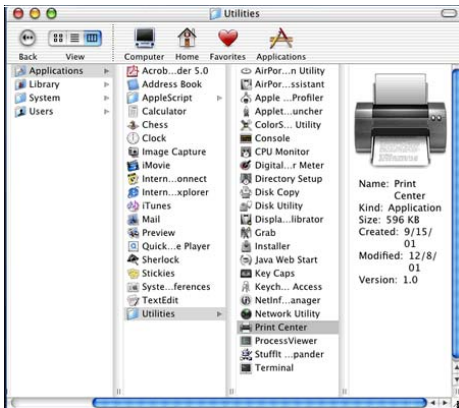 Utilities
Back
View
Computer
Home
Favorites
Applications
Applications
Library
System
Users
Acrob...der 5.0
Address Book
AppleScript
Calculator
Chess
Clock
Image Capture
iMovie
Intern...onnect
Intern...xplorer
iTunes
Mail
Preview
Quick...e Player
Sherlock
Stickies
Syste...ferences
TextEdit
Utilities
AirPor...n Utility
AirPor...ssistant
Apple ...Profiler
Applet...uncher
ColorS... Utility
Console
CPU Monitor
Digital...r Meter
Directory Setup
Disk Copy
Disk Utility
Displa...librator
Grab
Installer
Java Web Start
Key Caps
Keych... Access
NetInf...anager
Network Utility
Print Center
ProcessViewer
StuffIt ...pander
Terminal
Name: Print
Center
Kind: Application
Size: 596 KB
Created: 9/15/
01
Modified: 12/8/
01
Version: 1.0